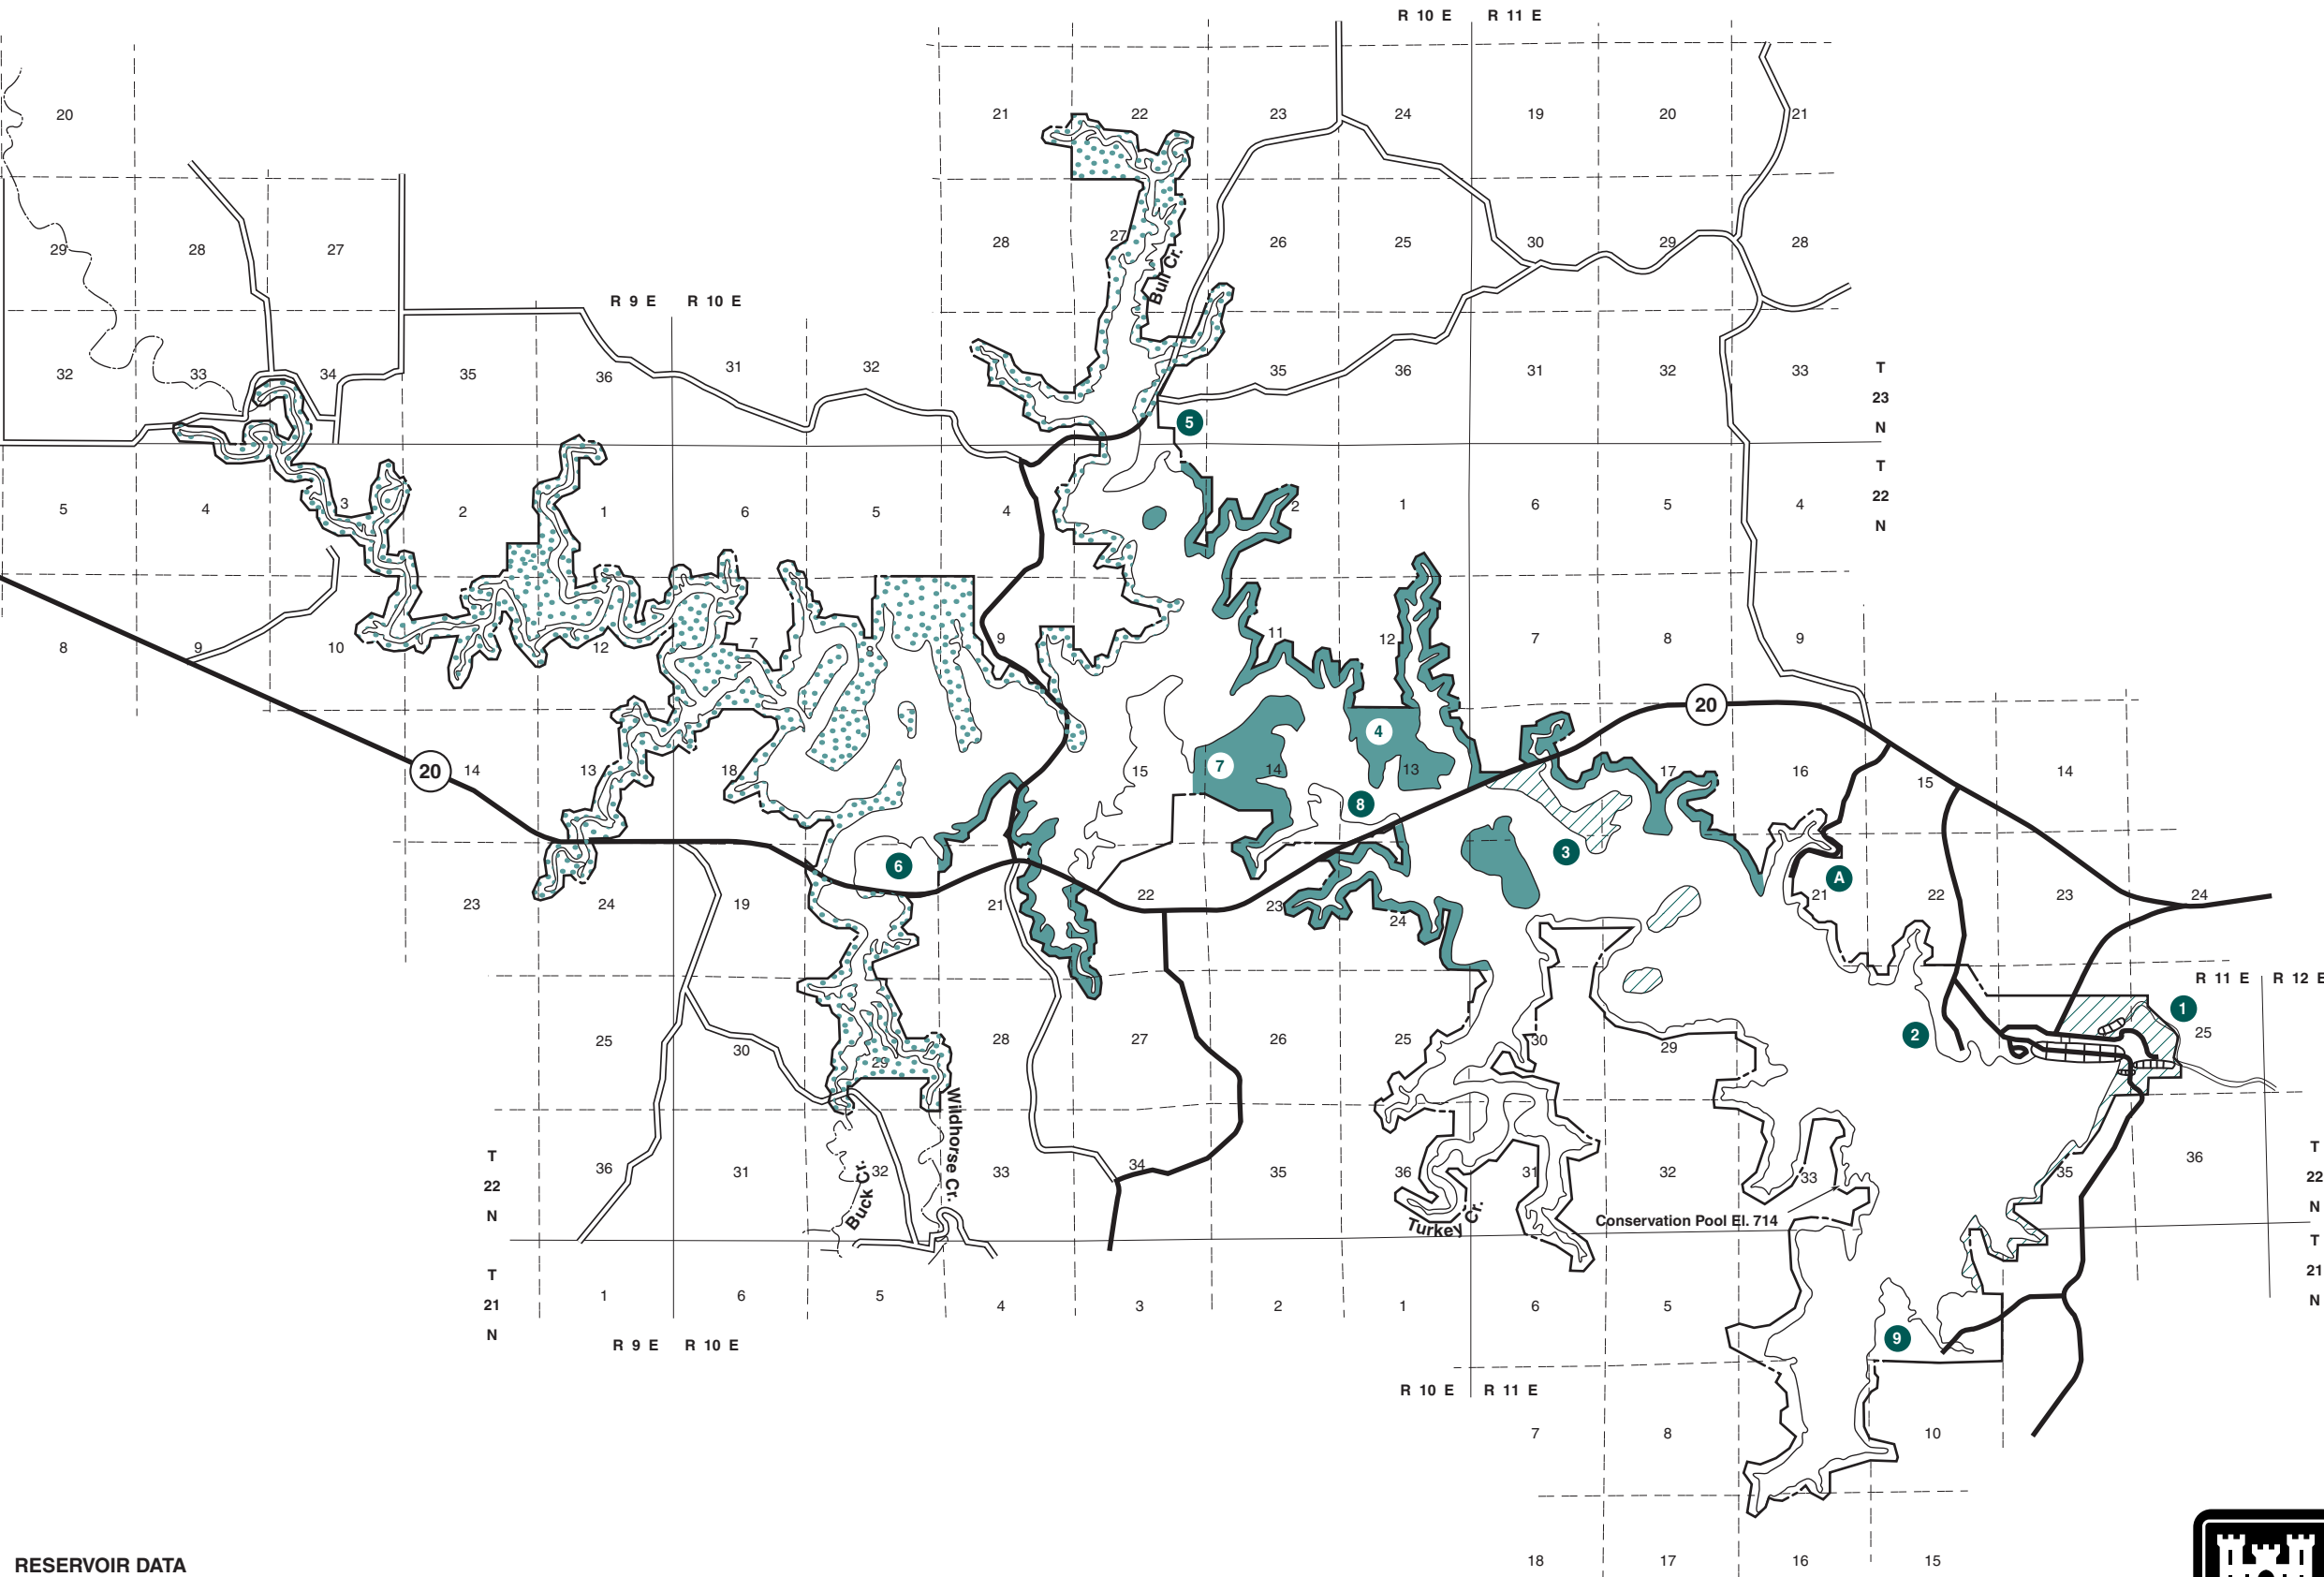 R 10 E R 11 E
20 21 22 23 24 19 20 21
29 28 27 28 27 26 25 30 29 28
Bull Cr.
R 9 E R 10 E
32 33 34 35 36 31 32 35 36 31 32 33
T
23
N
5
T
22
N
5 4 3 2 1 6 5 4 2 1 6 5 4
8 9 10 12 7 8 9 11 12 7 8 9
20
4
20 14 13 18 15 7 14 13 17 16 15 14
8
6 3 A
23 24 19 21 22 23 24 21 22 23 24
R 11 E R 12 E
1
2
25 30 29 28 27 26 25 30 29 25
Wildhorse Cr.
Buck Cr.
T
22
N
36 31 32 33 34 35 36 31 32 33 35 36
T
22
N
Turkey Cr.
Conservation Pool El. 714
T
21
N
1 6 5 4 3 2 1 6 5
T
21
N
9
R 9 E R 10 E
R 10 E R 11 E
7 8 10
18 17 16 15
RESERVOIR DATA